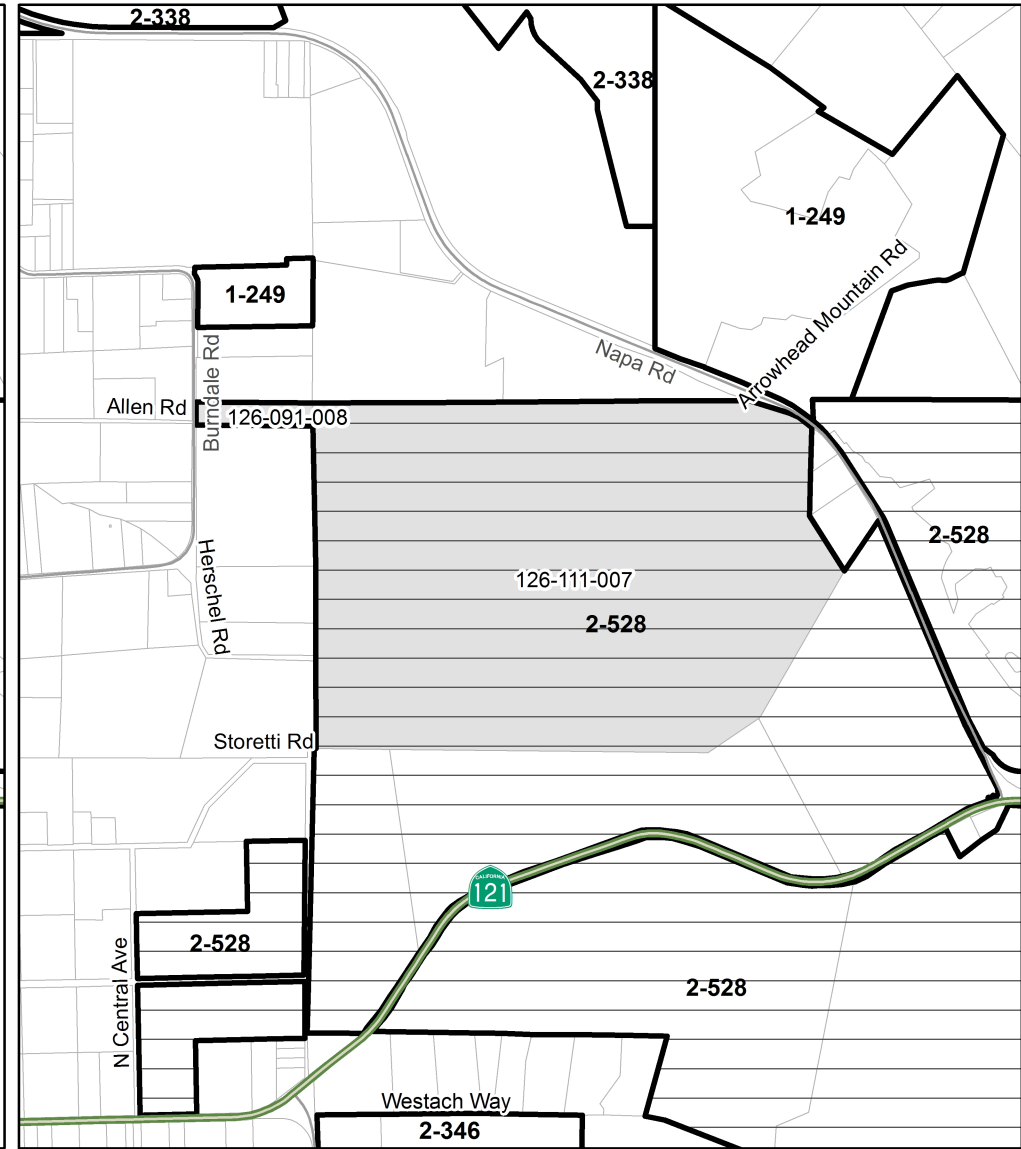 2-338
2-338
1-249
Arrowhead Mountain Rd
1-249
Napa Rd
Burndale Rd
Allen Rd
126-091-008
2-528
Herschel Rd
126-111-007
2-528
Storetti Rd
CALIFORNIA
121
2-528
N Central Ave
2-528
Westach Way
2-346